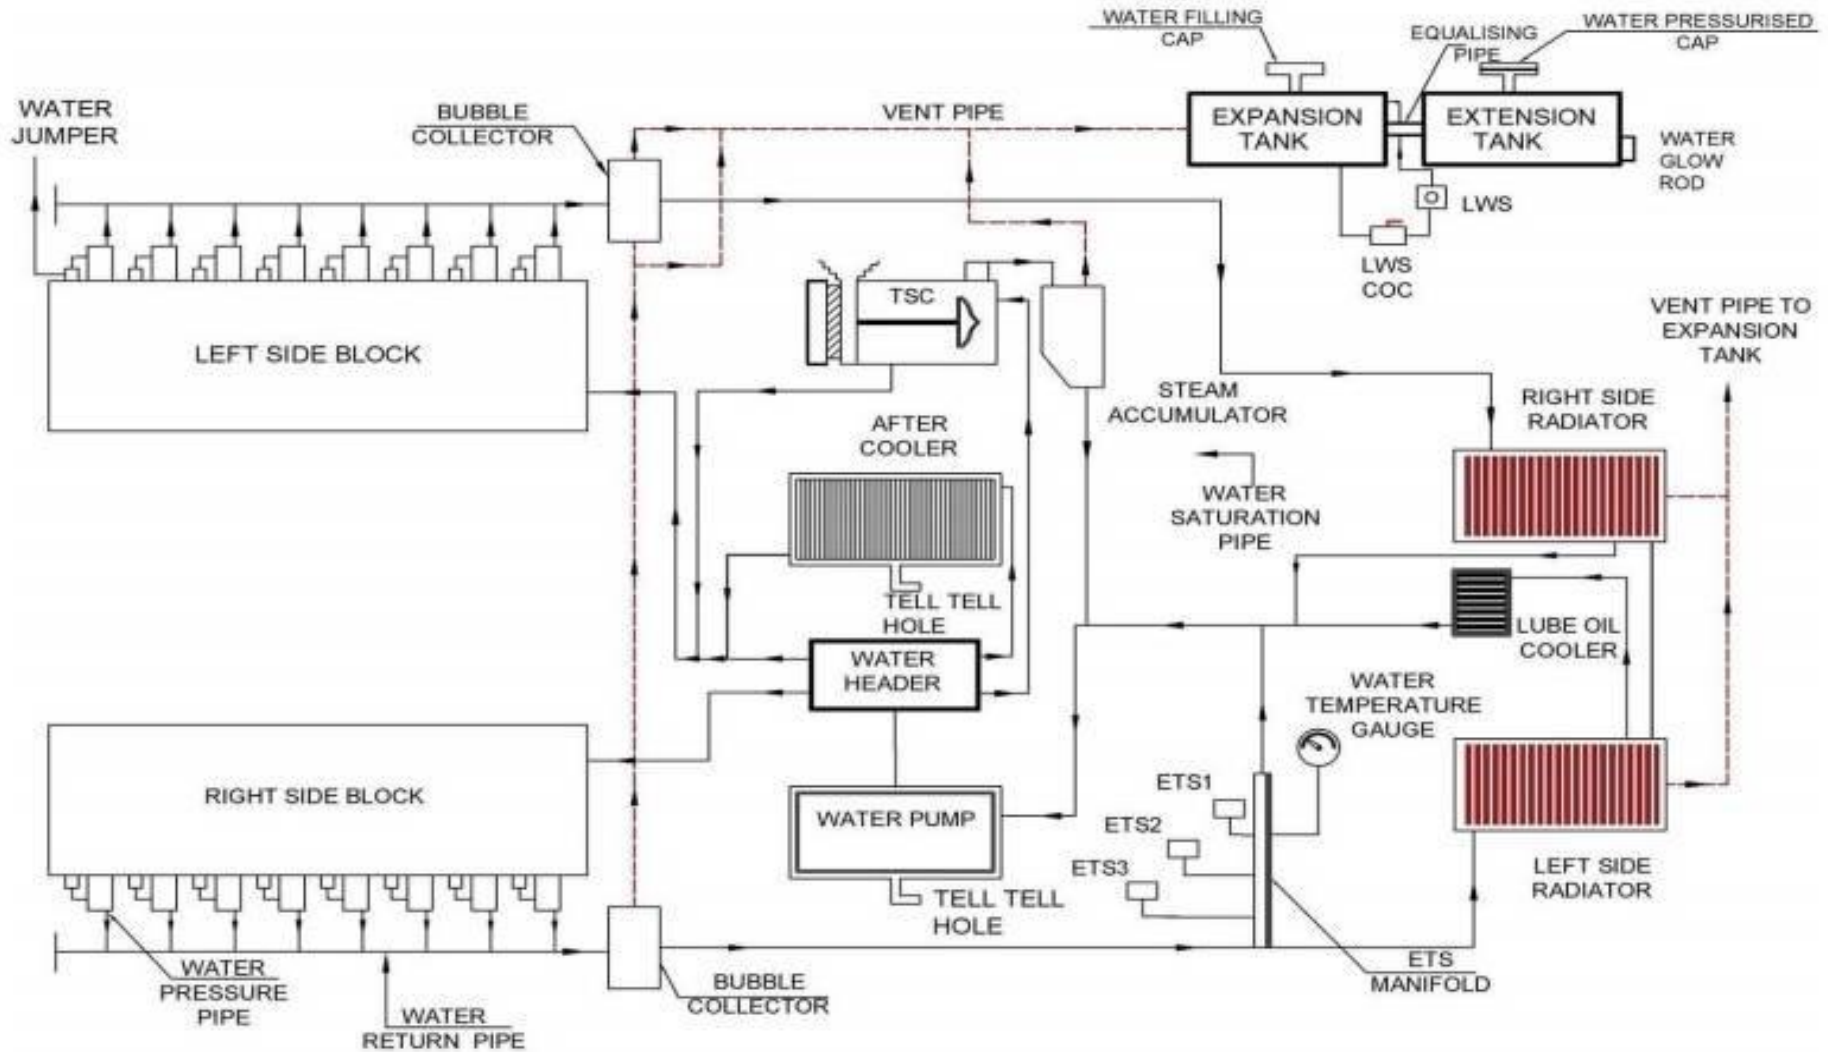 WATER FILLING
CAP
EQUALISING
PIPE
WATER PRESSURISED
CAP
WATER
JUMPER
BUBBLE
COLLECTOR
VENT PIPE
EXPANSION
TANK
EXTENSION
TANK
WATER
GLOW
ROD
LWS
LWS
COC
TSC
LEFT SIDE BLOCK
VENT PIPE TO
EXPANSION
TANK
STEAM
ACCUMULATOR
RIGHT SIDE
RADIATOR
AFTER
COOLER
WATER
SATURATION
PIPE
TELL TELL
HOLE
LUBE OIL
COOLER
WATER
HEADER
WATER
TEMPERATURE
GAUGE
RIGHT SIDE BLOCK
WATER PUMP
ETS1
ETS2
ETS3
LEFT SIDE
RADIATOR
TELL TELL
HOLE
WATER
PRESSURE
PIPE
BUBBLE
COLLECTOR
ETS
MANIFOLD
WATER
RETURN PIPE